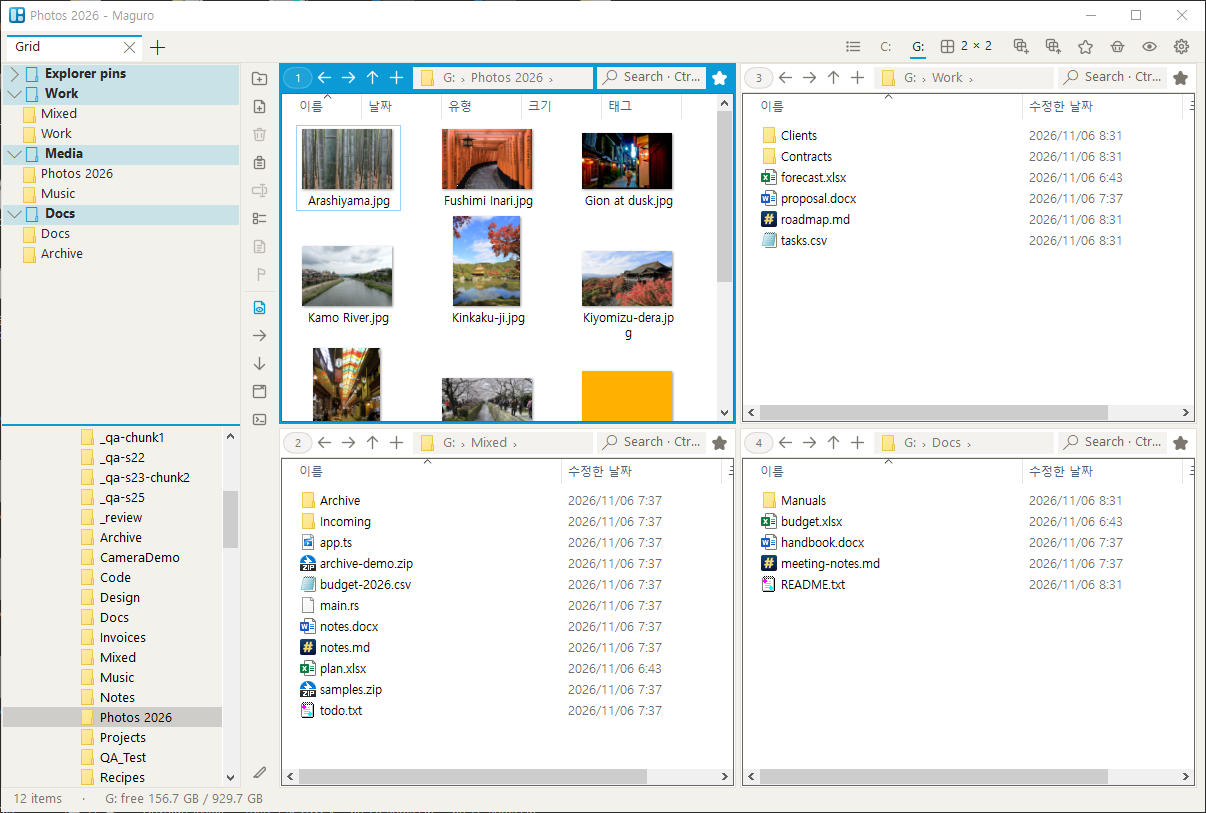 Photos 2026 - Maguro
Grid
C:
G:
2 × 2
Explorer pins
Work
Mixed
Work
Media
Photos 2026
Music
Docs
Docs
Archive
_qa-chunk1
_qa-s22
_qa-s23-chunk2
_qa-s25
_review
Archive
CameraDemo
Code
Design
Docs
Invoices
Mixed
Music
Notes
Photos 2026
Projects
QA_Test
Recipes
1
G: › Photos 2026 ›
Search · Ctr...
이름 날짜 유형 크기 태그
Arashiyama.jpg
Fushimi Inari.jpg
Gion at dusk.jpg
Kamo River.jpg
Kinkaku-ji.jpg
Kiyomizu-dera.jp
g
3
G: › Work ›
Search · Ctr...
이름 수정한 날짜
Clients 2026/11/06 8:31
Contracts 2026/11/06 8:31
forecast.xlsx 2026/11/06 6:43
proposal.docx 2026/11/06 7:37
roadmap.md 2026/11/06 8:31
tasks.csv 2026/11/06 8:31
2
G: › Mixed ›
Search · Ctr...
이름 수정한 날짜
Archive 2026/11/06 7:37
Incoming 2026/11/06 7:37
app.ts 2026/11/06 7:37
archive-demo.zip 2026/11/06 7:37
budget-2026.csv 2026/11/06 7:37
main.rs 2026/11/06 7:37
notes.docx 2026/11/06 7:37
notes.md 2026/11/06 7:37
plan.xlsx 2026/11/06 6:43
samples.zip 2026/11/06 7:37
todo.txt 2026/11/06 7:37
4
G: › Docs ›
Search · Ctr...
이름 수정한 날짜
Manuals 2026/11/06 8:31
budget.xlsx 2026/11/06 6:43
handbook.docx 2026/11/06 7:37
meeting-notes.md 2026/11/06 7:37
README.txt 2026/11/06 8:31
12 items · G: free 156.7 GB / 929.7 GB